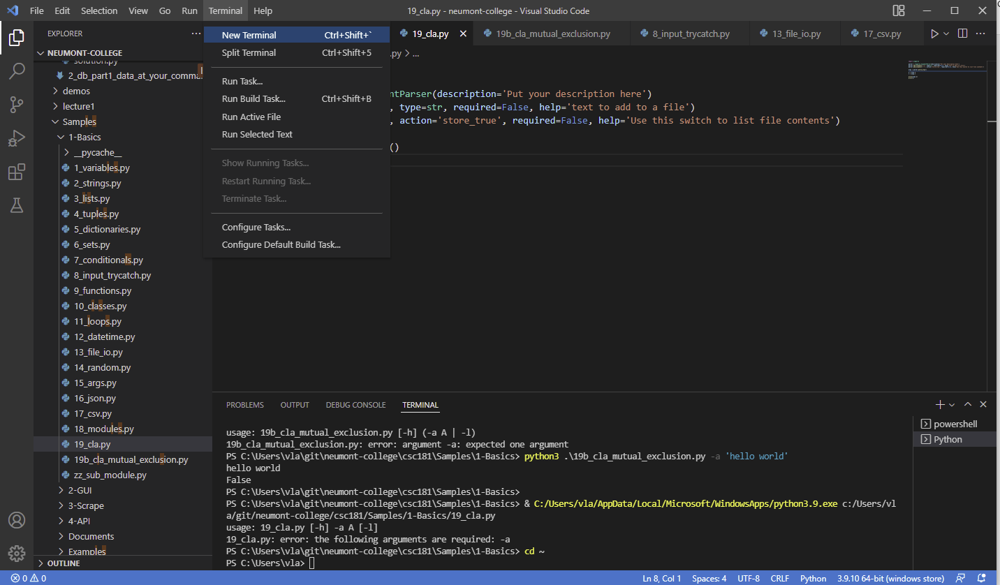 File Edit Selection View Go Run Terminal Help 19_cla.py - neumont-college - Visual Studio Code
EXPLORER
NEUMONT-COLLEGE
solution.py
2_db_part1_data_at_your_comma...
demos
lecture1
Samples
1-Basics
__pycache__
1_variables.py
2_strings.py
3_lists.py
4_tuples.py
5_dictionaries.py
6_sets.py
7_conditionals.py
8_input_trycatch.py
9_functions.py
10_classes.py
11_loops.py
12_datetime.py
13_file_io.py
14_random.py
15_args.py
16_json.py
17_csv.py
18_modules.py
19_cla.py
19b_cla_mutual_exclusion.py
zz_sub_module.py
2-GUI
3-Scrape
4-API
Documents
Examples
OUTLINE
New Terminal Ctrl+Shift+`
Split Terminal Ctrl+Shift+5
Run Task...
Run Build Task... Ctrl+Shift+B
Run Active File
Run Selected Text
Show Running Tasks...
Restart Running Task...
Terminate Task...
Configure Tasks...
Configure Default Build Task...
19_cla.py 19b_cla_mutual_exclusion.py 8_input_trycatch.py 13_file_io.py 17_csv.py
.py > ...
ntParser(description='Put your description here')
, type=str, required=False, help='text to add to a file')
, action='store_true', required=False, help='Use this switch to list file contents')
()
PROBLEMS OUTPUT DEBUG CONSOLE TERMINAL
usage: 19b_cla_mutual_exclusion.py [-h] (-a A | -l)
19b_cla_mutual_exclusion.py: error: argument -a: expected one argument
PS C:\Users\vla\git\neumont-college\csc181\Samples\1-Basics> python3 .\19b_cla_mutual_exclusion.py -a 'hello world'
hello world
False
PS C:\Users\vla\git\neumont-college\csc181\Samples\1-Basics>
PS C:\Users\vla\git\neumont-college\csc181\Samples\1-Basics> & C:/Users/vla/AppData/Local/Microsoft/WindowsApps/python3.9.exe c:/Users/vl
a/git/neumont-college/csc181/Samples/1-Basics/19_cla.py
usage: 19_cla.py [-h] -a A [-l]
19_cla.py: error: the following arguments are required: -a
PS C:\Users\vla\git\neumont-college\csc181\Samples\1-Basics> cd ~
PS C:\Users\vla>
powershell
Python
0 0 Ln 8, Col 1 Spaces: 4 UTF-8 CRLF Python 3.9.10 64-bit (windows store)